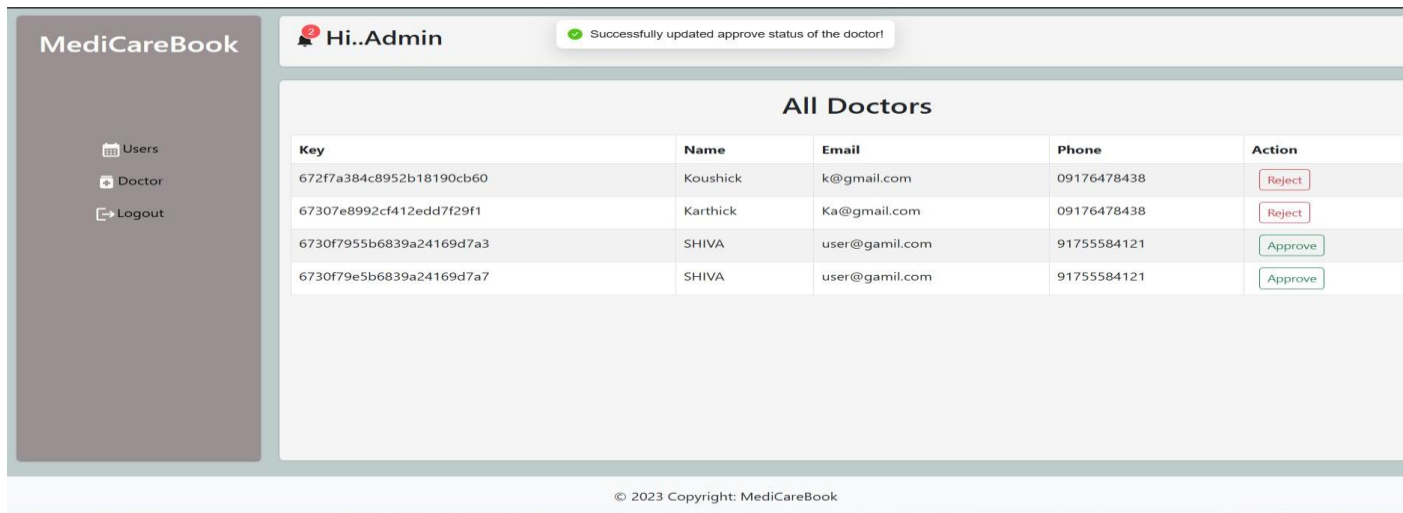 MediCareBook
2 Hi..Admin
Successfully updated approve status of the doctor!
Users
Doctor
Logout
All Doctors
Key Name Email Phone Action
672f7a384c8952b18190cb60 Koushick k@gmail.com 09176478438 Reject
67307e8992cf412edd7f29f1 Karthick Ka@gmail.com 09176478438 Reject
6730f7955b6839a24169d7a3 SHIVA user@gamil.com 91755584121 Approve
6730f79e5b6839a24169d7a7 SHIVA user@gamil.com 91755584121 Approve
© 2023 Copyright: MediCareBook